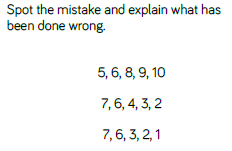 Spot the mistake and explain what has
been done wrong.
5, 6, 8, 9, 10
7, 6, 4, 3, 2
7, 6, 3, 2, 1